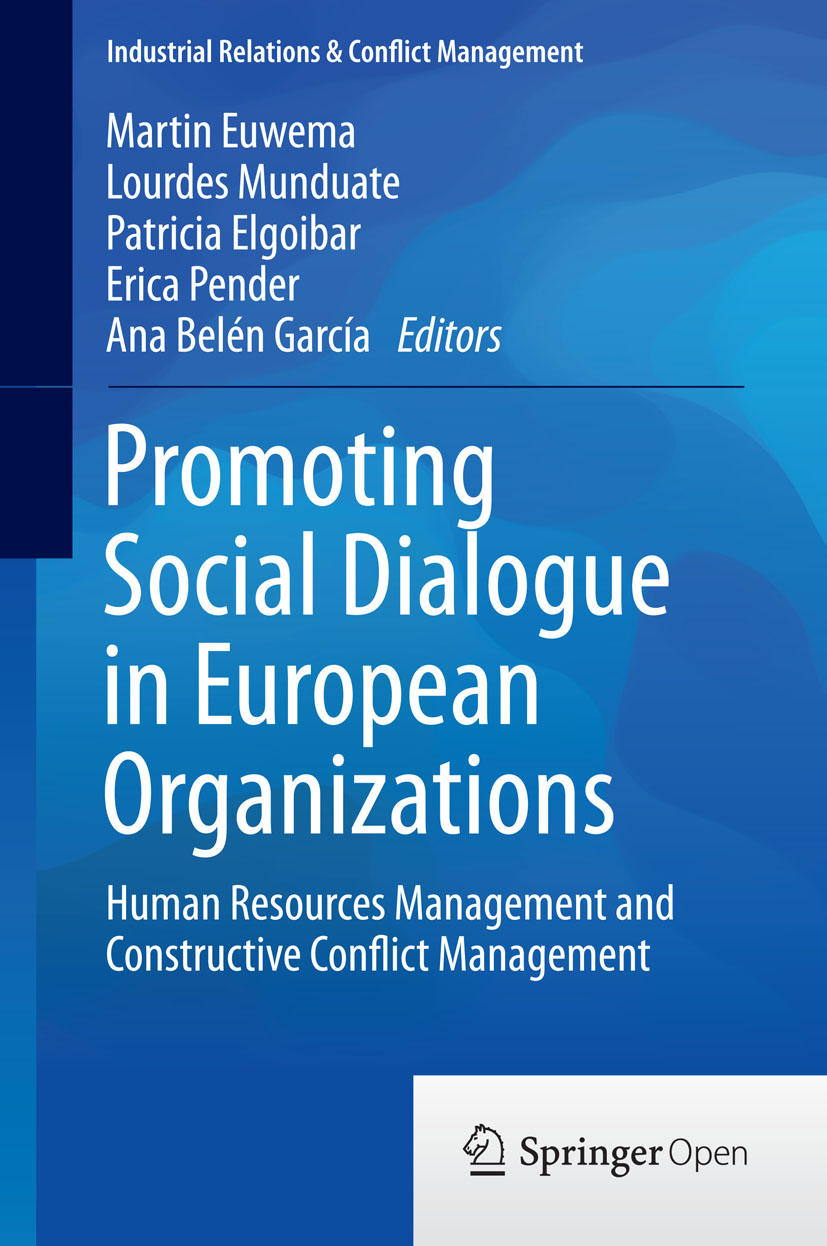 Industrial Relations & Conflict Management
Martin Euwema
Lourdes Munduate
Patricia Elgoibar
Erica Pender
Ana Belén García Editors
Promoting
Social Dialogue
in European
Organizations
Human Resources Management and
Constructive Conflict Management
Springer Open